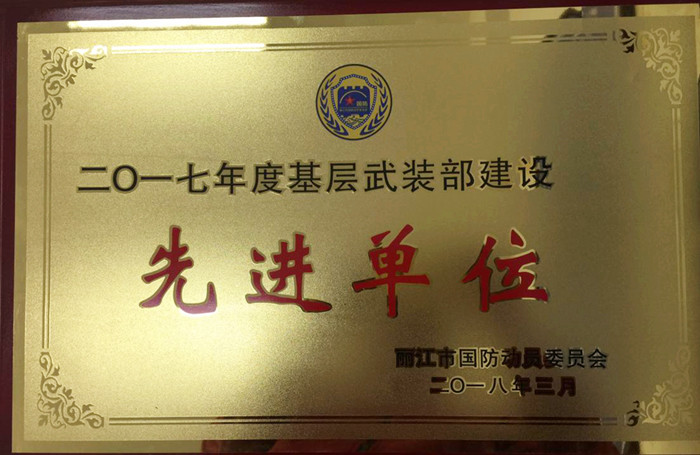 二〇一七年度基层武装部建设
先进单位
丽江市国防动员委员会
二〇一八年三月